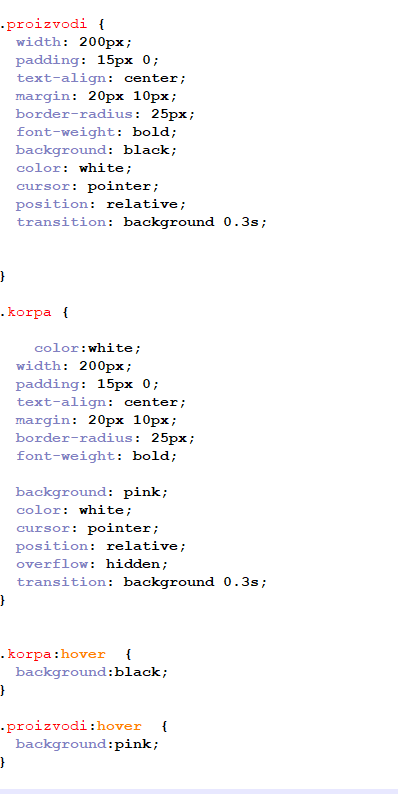 .proizvodi {
width: 200px;
padding: 15px 0;
text-align: center;
margin: 20px 10px;
border-radius: 25px;
font-weight: bold;
background: black;
color: white;
cursor: pointer;
position: relative;
transition: background 0.3s;
}
.korpa {
color:white;
width: 200px;
padding: 15px 0;
text-align: center;
margin: 20px 10px;
border-radius: 25px;
font-weight: bold;
background: pink;
color: white;
cursor: pointer;
position: relative;
overflow: hidden;
transition: background 0.3s;
}
.korpa:hover {
background:black;
}
.proizvodi:hover {
background:pink;
}